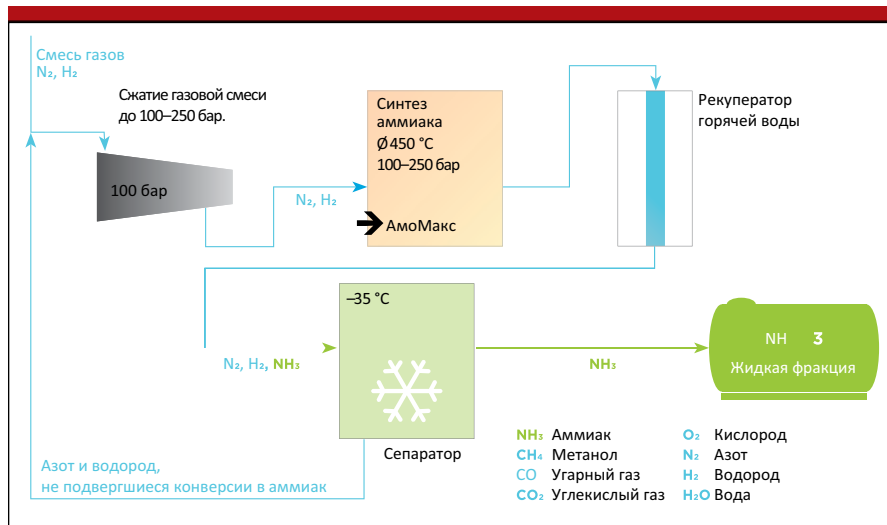 Смесь газов
N₂, H₂
Сжатие газовой смеси
до 100–250 бар.
100 бар
N₂, H₂
Синтез
аммиака
Ø 450 °C
100–250 бар
➔ АмоМакс
Рекуператор
горячей воды
–35 °C
N₂, H₂, NH₃
Сепаратор
NH₃
NH 3
Жидкая фракция
Азот и водород,
не подвергшиеся конверсии в аммиак
NH₃ Аммиак
CH₄ Метанол
CO Угарный газ
CO₂ Углекислый газ
O₂ Кислород
N₂ Азот
H₂ Водород
H₂O Вода